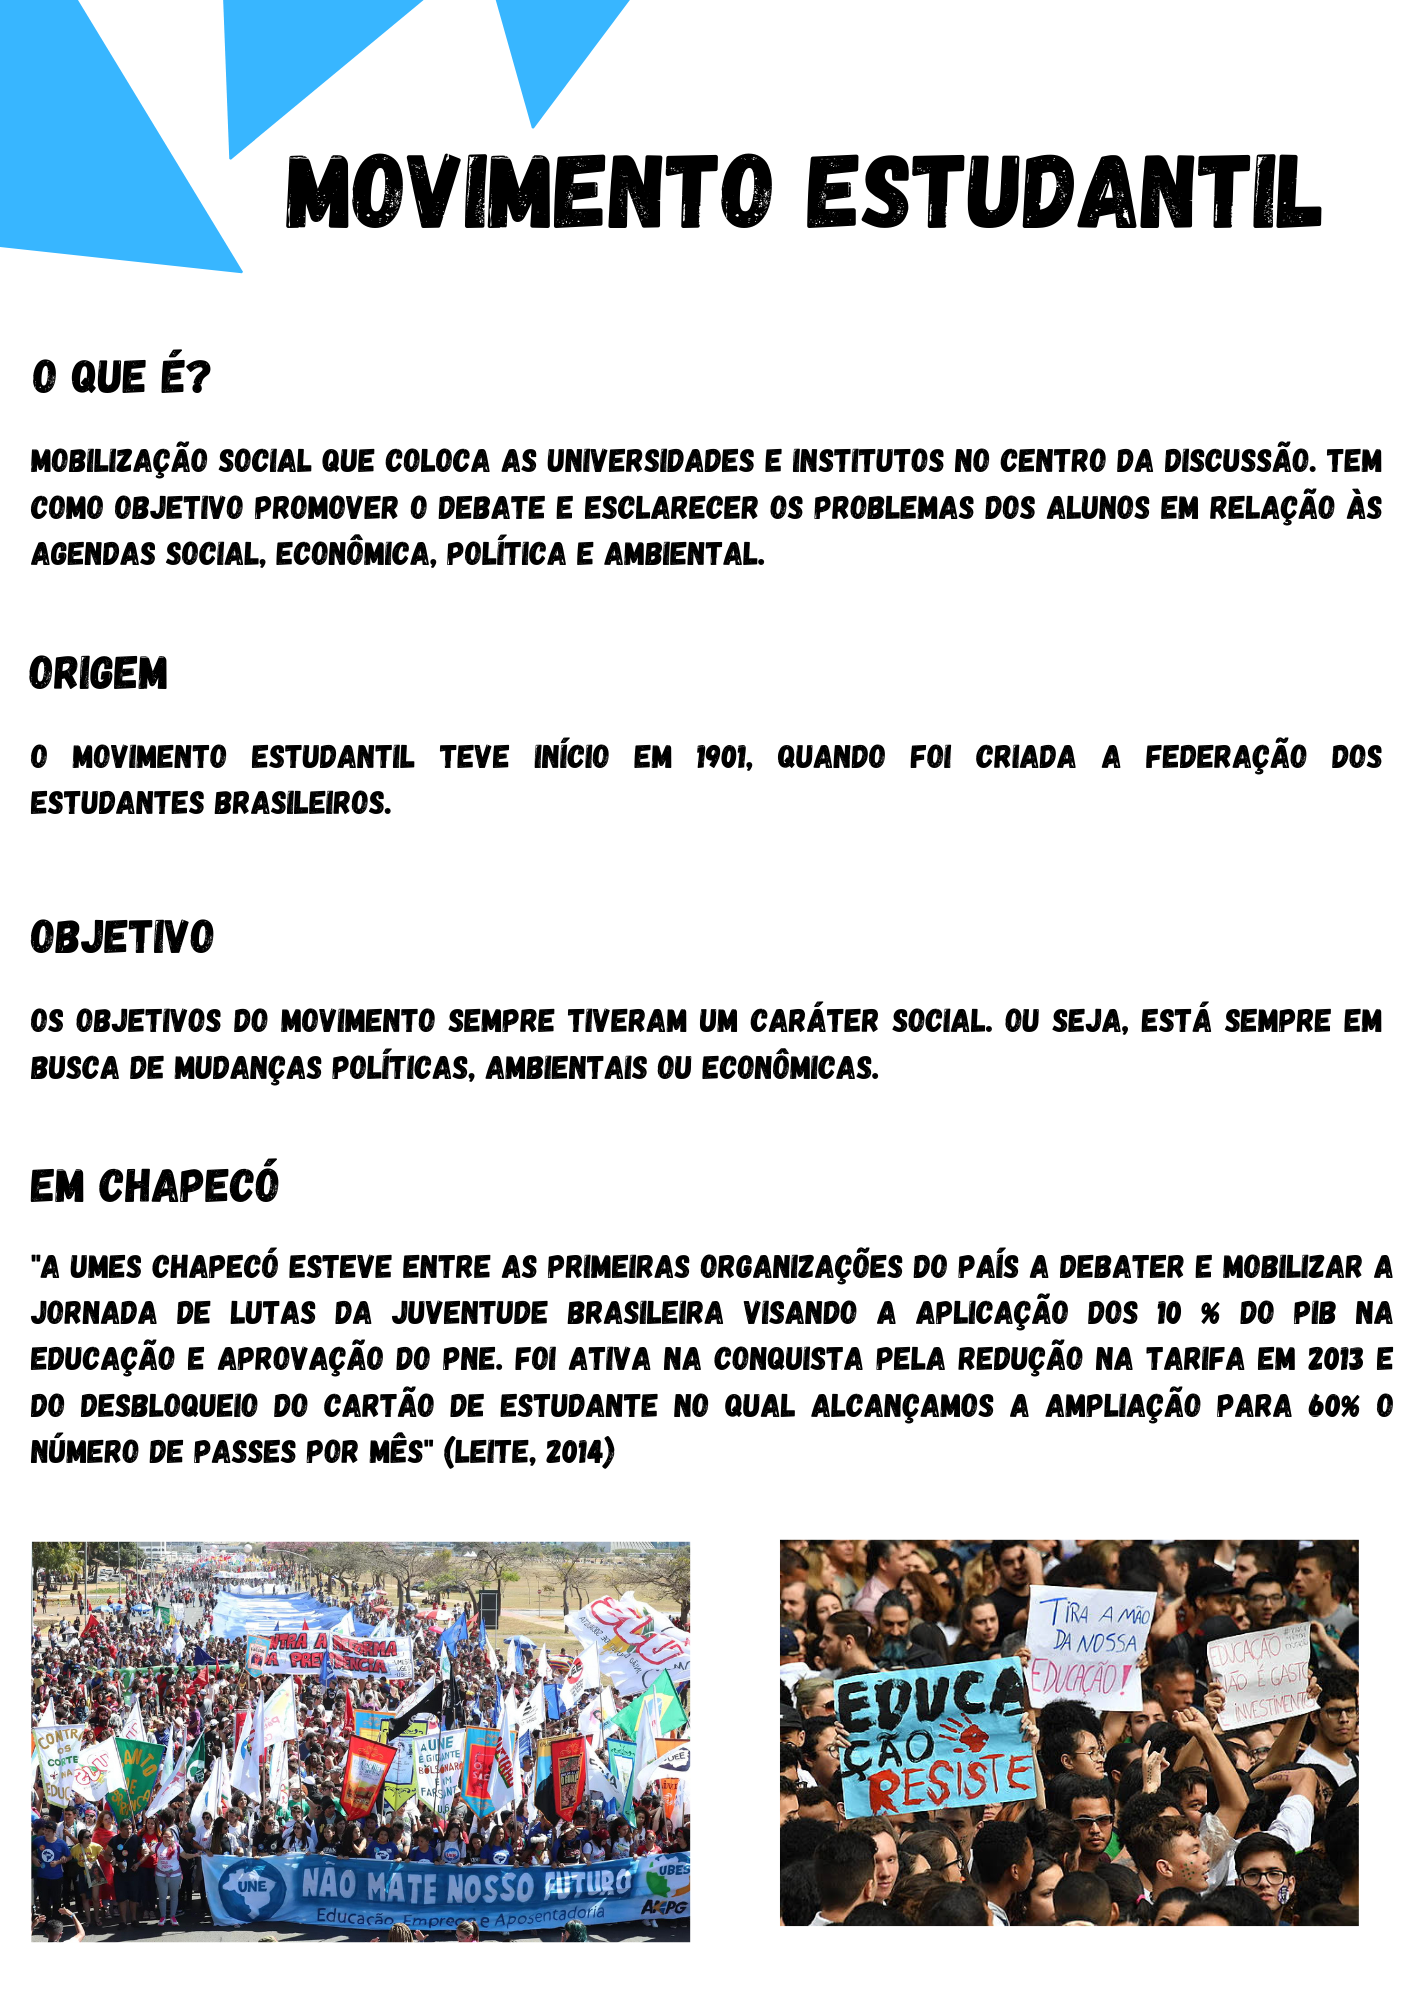 MOVIMENTO ESTUDANTIL
O QUE É?
MOBILIZAÇÃO SOCIAL QUE COLOCA AS UNIVERSIDADES E INSTITUTOS NO CENTRO DA DISCUSSÃO. TEM
COMO OBJETIVO PROMOVER O DEBATE E ESCLARECER OS PROBLEMAS DOS ALUNOS EM RELAÇÃO ÀS
AGENDAS SOCIAL, ECONÔMICA, POLÍTICA E AMBIENTAL.
ORIGEM
O MOVIMENTO ESTUDANTIL TEVE INÍCIO EM 1901, QUANDO FOI CRIADA A FEDERAÇÃO DOS
ESTUDANTES BRASILEIROS.
OBJETIVO
OS OBJETIVOS DO MOVIMENTO SEMPRE TIVERAM UM CARÁTER SOCIAL. OU SEJA, ESTÁ SEMPRE EM
BUSCA DE MUDANÇAS POLÍTICAS, AMBIENTAIS OU ECONÔMICAS.
EM CHAPECÓ
"A UMES CHAPECÓ ESTEVE ENTRE AS PRIMEIRAS ORGANIZAÇÕES DO PAÍS A DEBATER E MOBILIZAR A
JORNADA DE LUTAS DA JUVENTUDE BRASILEIRA VISANDO A APLICAÇÃO DOS 10 % DO PIB NA
EDUCAÇÃO E APROVAÇÃO DO PNE. FOI ATIVA NA CONQUISTA PELA REDUÇÃO NA TARIFA EM 2013 E
DO DESBLOQUEIO DO CARTÃO DE ESTUDANTE NO QUAL ALCANÇAMOS A AMPLIAÇÃO PARA 60% O
NÚMERO DE PASSES POR MÊS" (LEITE, 2014)
A UNE
É GIGANTE
UNE
NÃO MATE NOSSO FUTURO
Educação Emprego e Aposentadoria
UBES
TIRA A MÃO
DA NOSSA
EDUCAÇÃO!
EDUCAÇÃO
NÃO É GASTO
É INVESTIMENTO
EDUCA
ÇÃO
RESISTE